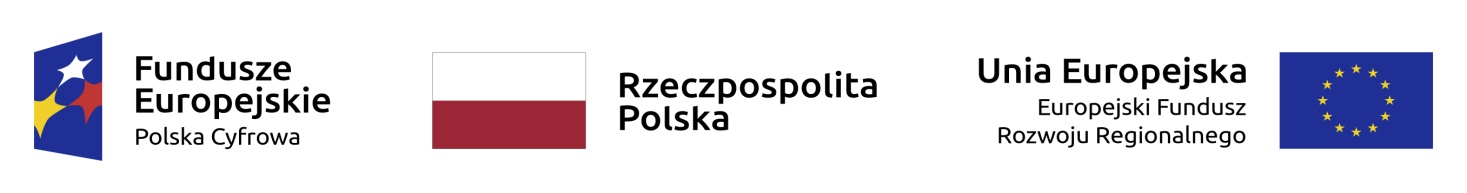 Fundusze
Europejskie
Polska Cyfrowa
Rzeczpospolita
Polska
Unia Europejska
Europejski Fundusz
Rozwoju Regionalnego